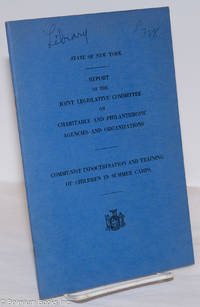 Library
738
STATE OF NEW YORK
REPORT
OF THE
JOINT LEGISLATIVE COMMITTEE
ON
CHARITABLE AND PHILANTHROPIC
AGENCIES AND ORGANIZATIONS
COMMUNIST INDOCTRINATION AND TRAINING
OF CHILDREN IN SUMMER CAMPS